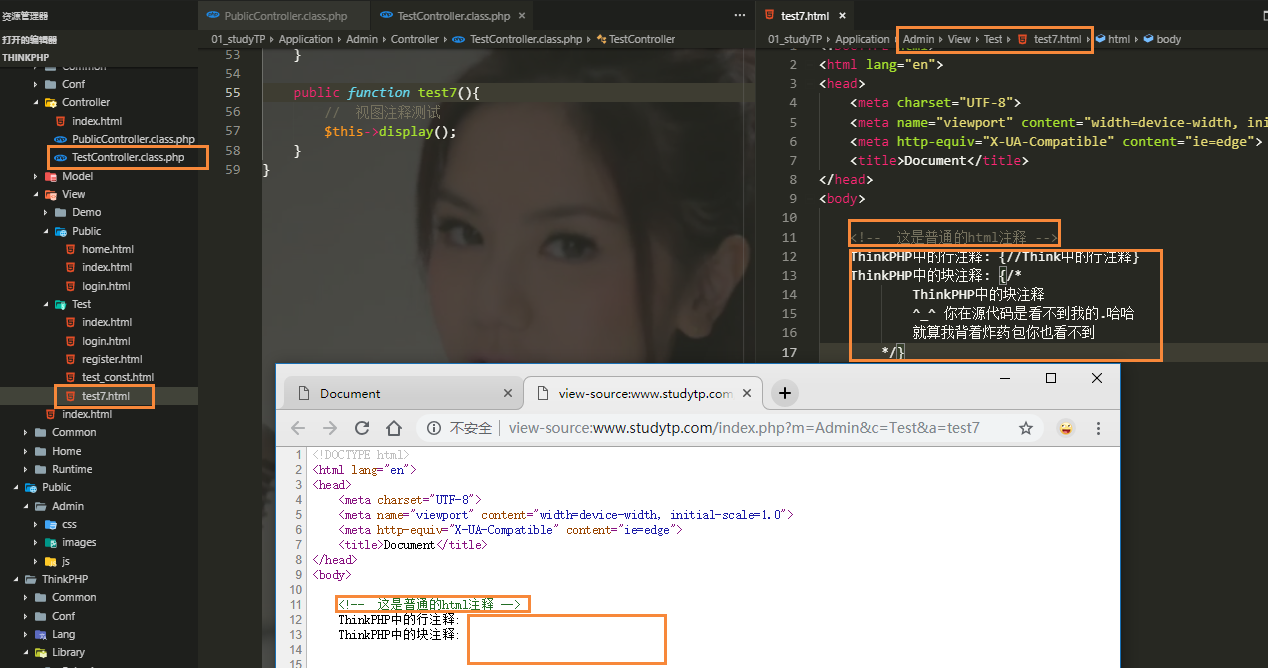 资源管理器
打开的编辑器
THINKPHP
Common
Conf
Controller
index.html
PublicController.class.php
TestController.class.php
Model
View
Demo
Public
home.html
index.html
login.html
Test
index.html
login.html
register.html
test_const.html
test7.html
index.html
Common
Home
Runtime
Public
Admin
css
images
js
ThinkPHP
Common
Conf
Lang
Library
PublicController.class.php
TestController.class.php ×
01_studyTP › Application › Admin › Controller › TestController.class.php › TestController
53 }
54
55 public function test7(){
56 // 视图注释测试
57 $this->display();
58 }
59 }
test7.html ×
01_studyTP › Application › Admin › View › Test › test7.html › html › body
2 <html lang="en">
3 <head>
4 <meta charset="UTF-8">
5 <meta name="viewport" content="width=device-width, ini
6 <meta http-equiv="X-UA-Compatible" content="ie=edge">
7 <title>Document</title>
8 </head>
9 <body>
10
11 <!-- 这是普通的html注释 -->
12 ThinkPHP中的行注释: {//Think中的行注释}
13 ThinkPHP中的块注释: {/*
14 ThinkPHP中的块注释
15 ^_^ 你在源代码是看不到我的.哈哈
16 就算我背着炸药包你也看不到
17 */}
Document
view-source:www.studytp.com
不安全 | view-source:www.studytp.com/index.php?m=Admin&c=Test&a=test7
1 <!DOCTYPE html>
2 <html lang="en">
3 <head>
4 <meta charset="UTF-8">
5 <meta name="viewport" content="width=device-width, initial-scale=1.0">
6 <meta http-equiv="X-UA-Compatible" content="ie=edge">
7 <title>Document</title>
8 </head>
9 <body>
10
11 <!-- 这是普通的html注释 -->
12 ThinkPHP中的行注释:
13 ThinkPHP中的块注释:
14
15